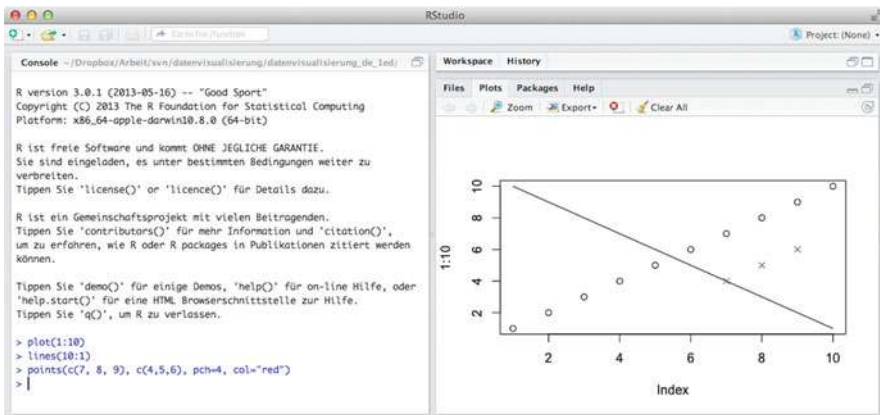 RStudio
Go to file/function
Project: (None)
Console ~/Dropbox/Arbeit/svn/datenvisualisierung/datenvisualisierung_de_1ed/
R version 3.0.1 (2013-05-16) -- "Good Sport"
Copyright (C) 2013 The R Foundation for Statistical Computing
Platform: x86_64-apple-darwin10.8.0 (64-bit)
R ist freie Software und kommt OHNE JEGLICHE GARANTIE.
Sie sind eingeladen, es unter bestimmten Bedingungen weiter zu
verbreiten.
Tippen Sie 'license()' or 'licence()' für Details dazu.
R ist ein Gemeinschaftsprojekt mit vielen Beitragenden.
Tippen Sie 'contributors()' für mehr Information und 'citation()',
um zu erfahren, wie R oder R packages in Publikationen zitiert werden
können.
Tippen Sie 'demo()' für einige Demos, 'help()' für on-line Hilfe, oder
'help.start()' für eine HTML Browserschnittstelle zur Hilfe.
Tippen Sie 'q()', um R zu verlassen.
> plot(1:10)
> lines(10:1)
> points(c(7, 8, 9), c(4,5,6), pch=4, col="red")
>
Workspace History
Files Plots Packages Help
Zoom Export Clear All
1:10
10
8
6
4
2
2 4 6 8 10
Index